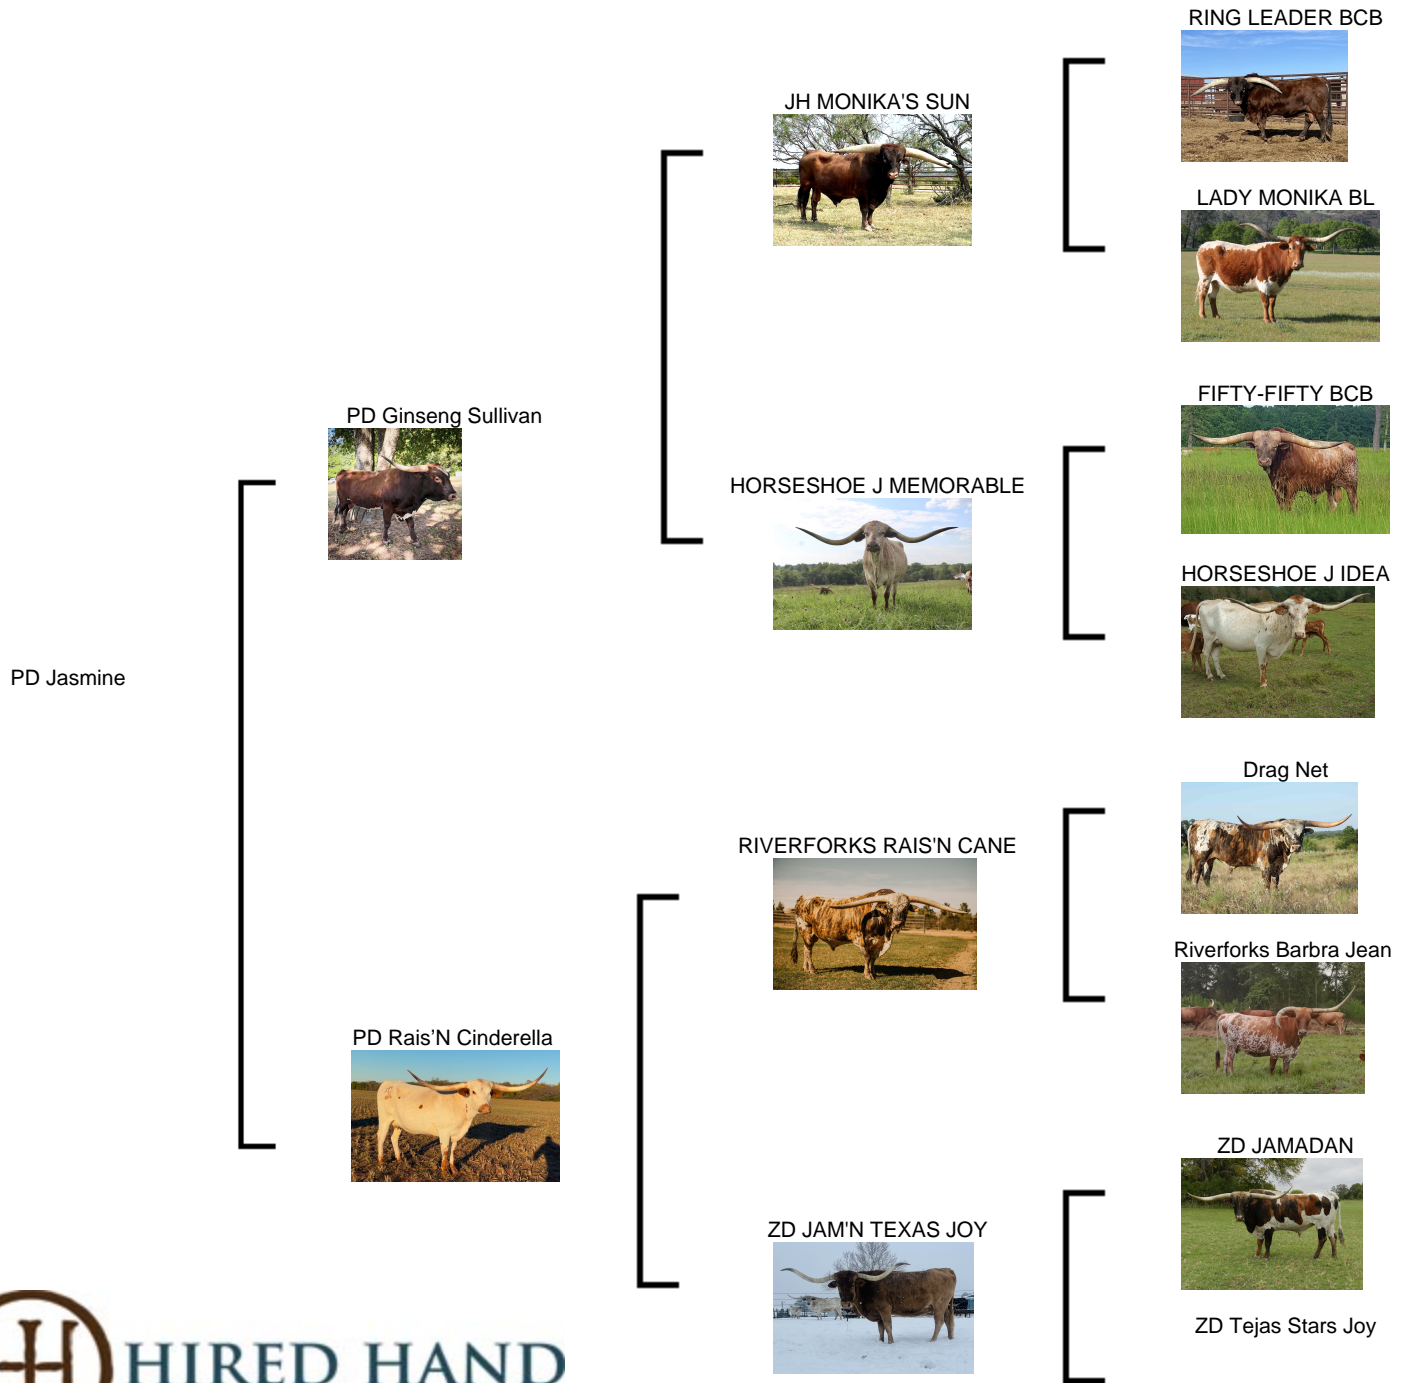 RING LEADER BCB
JH MONIKA'S SUN
LADY MONIKA BL
FIFTY-FIFTY BCB
PD Ginseng Sullivan
HORSESHOE J MEMORABLE
HORSESHOE J IDEA
PD Jasmine
Drag Net
RIVERFORKS RAIS'N CANE
Riverforks Barbra Jean
PD Rais’N Cinderella
ZD JAMADAN
ZD JAM'N TEXAS JOY
ZD Tejas Stars Joy
HIRED HAND